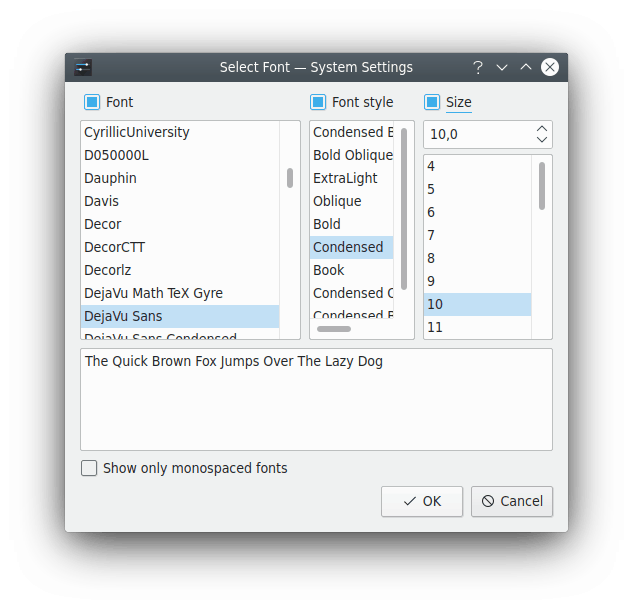 Select Font — System Settings
Font
Font style
Size
CyrillicUniversity
D050000L
Dauphin
Davis
Decor
DecorCTT
Decorlz
DejaVu Math TeX Gyre
DejaVu Sans
DejaVu Sans Condensed
Condensed B
Bold Oblique
ExtraLight
Oblique
Bold
Condensed
Book
Condensed
Condensed
10,0
4
5
6
7
8
9
10
11
The Quick Brown Fox Jumps Over The Lazy Dog
Show only monospaced fonts
OK
Cancel